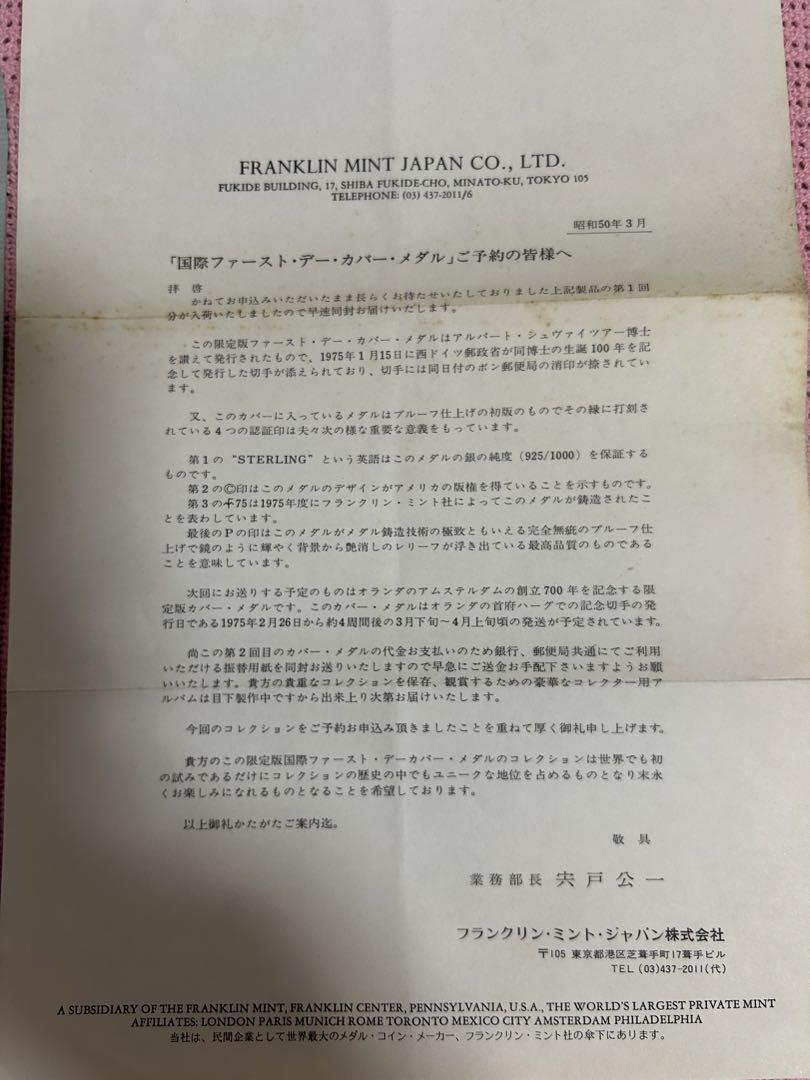 FRANKLIN MINT JAPAN CO., LTD.
FUKIDE BUILDING, 17, SHIBA FUKIDE-CHO, MINATO-KU, TOKYO 105
TELEPHONE: (03) 437-2011/6
昭和50年3月
「国際ファースト・デー・カバー・メダル」ご予約の皆様へ
拝 啓
かねてお申込みいただいたまま長らくお待たせいたしておりました上記製品の第1回
分が入荷いたしましたので早速同封お届けいだします。
この限定版ファースト・デー・カバー・メダルはアルバート・シュヴァイツアー博士
を讃えて発行されたもので、1975年1月15日に西ドイツ郵政省が同博士の生誕100年を記
念して発行した切手が添えられており、切手には同日付のボン郵便局の消印が捺されてい
ます。
又、このカバーに入っているメダルはプルーフ仕上げの初版のものでその縁に打刻さ
れている4つの認証印は夫々次の様な重要な意義をもっています。
第1の“STERLING”という英語はこのメダルの銀の純度（925/1000）を保証する
ものです。
第2のⒸ印はこのメダルのデザインがアメリカの版権を得ていることを示すものです。
第3の75は1975年度にフランクリン・ミント社によってこのメダルが鋳造されたこ
とを表わしています。
最後のPの印はこのメダルがメダル鋳造技術の極致ともいえる完全無疵のプルーフ仕
上げで鏡のように輝やく背景から艶消しのレリーフが浮き出ている最高品質のものである
ことを意味しています。
次回にお送りする予定のものはオランダのアムステルダムの創立700年を記念する限
定版カバー・メダルです。このカバー・メダルはオランダの首府ハーグでの記念切手の発
行日である1975年2月26日から約4周間後の3月下旬〜4月上旬頃の発送が予定されています。
尚この第2回目のカバー・メダルの代金お支払いのため銀行、郵便局共通にてご利用
いただける振替用紙を同封お送りいたしますので早急にご送金お手配下さいますようお願
いいたします。貴方の貴重なコレクションを保存、観賞するための豪華なコレクター用ア
ルバムは目下製作中ですから出来上り次第お届けいたします。
今回のコレクションをご予約お申込み頂きましたことを重ねて厚く御礼申し上げます。
貴方のこの限定版国際ファースト・デーカバー・メダルのコレクションは世界でも初
の試みであるだけにコレクションの歴史の中でもユニークな地位を占めるものとなり末永
くお楽しみになれるものとなることを希望しております。
以上御礼かたがたご案内迄。
敬 具
業務部長 宍戸公一
フランクリン・ミント・ジャパン株式会社
〒105 東京都港区芝葺手町17葺手ビル
TEL (03)437-2011(代)
A SUBSIDIARY OF THE FRANKLIN MINT, FRANKLIN CENTER, PENNSYLVANIA, U.S.A., THE WORLD'S LARGEST PRIVATE MINT
AFFILIATES: LONDON PARIS MUNICH ROME TORONTO MEXICO CITY AMSTERDAM PHILADELPHIA
当社は、民間企業として世界最大のメダル・コイン・メーカー、フランクリン・ミント社の傘下にあります。